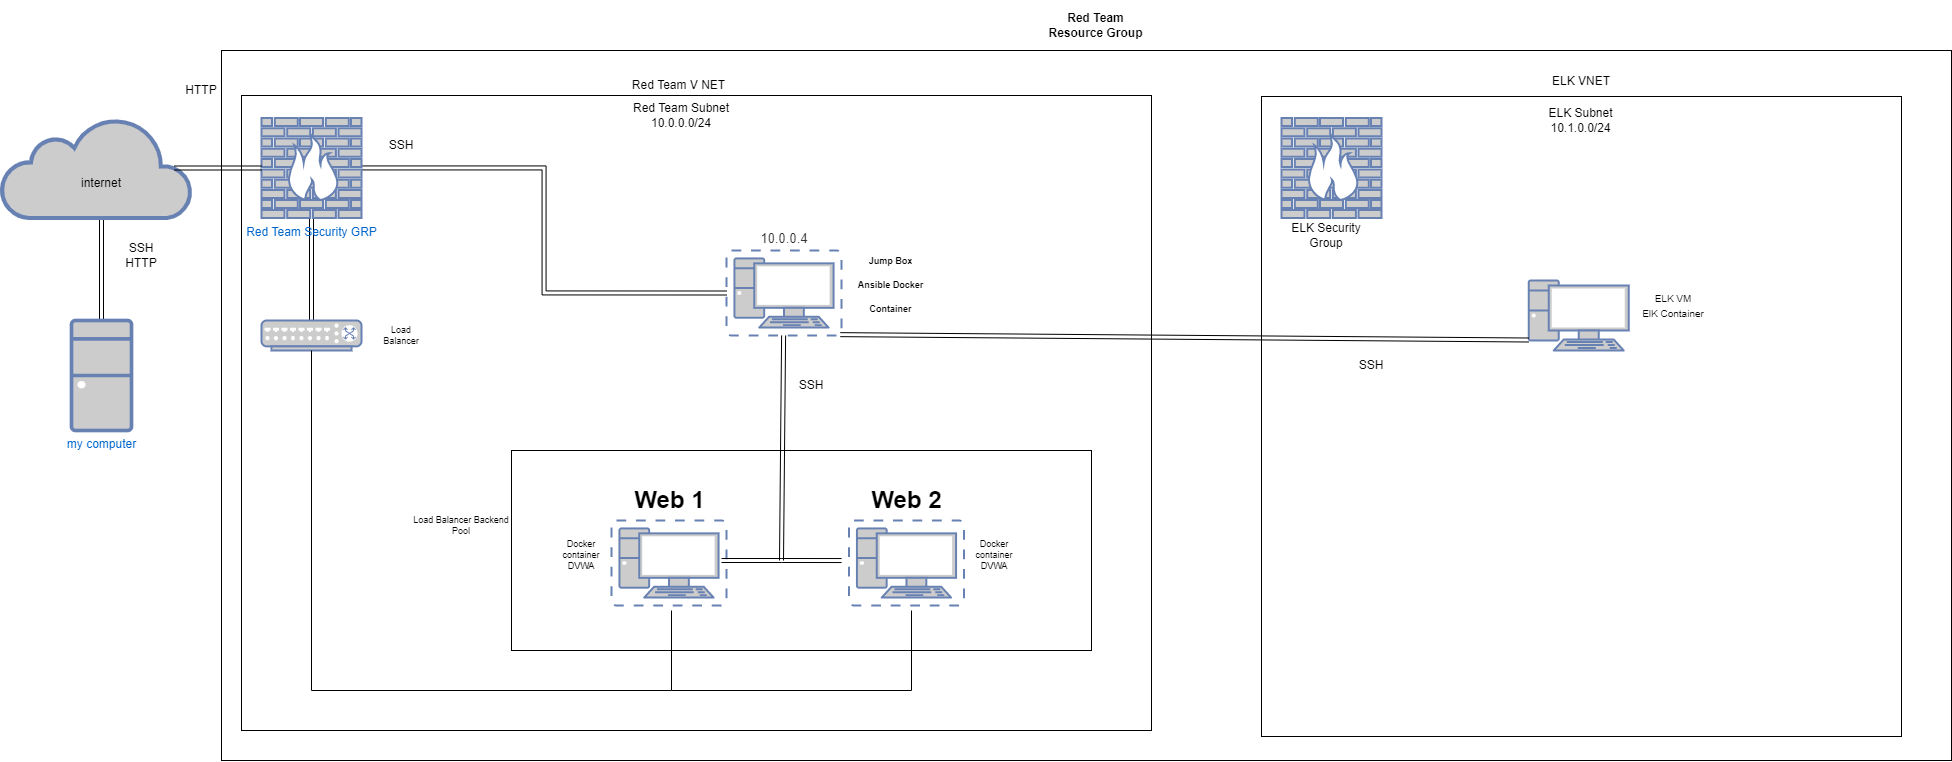 Red Team
Resource Group
HTTP
Red Team V NET
ELK VNET
Red Team Subnet
10.0.0.0/24
ELK Subnet
10.1.0.0/24
SSH
internet
Red Team Security GRP
ELK Security
Group
SSH
HTTP
10.0.0.4
Jump Box
Ansible Docker
Container
ELK VM
ElK Container
Load
Balancer
SSH
SSH
my computer
Web 1
Web 2
Load Balancer Backend
Pool
Docker
container
DVWA
Docker
container
DVWA